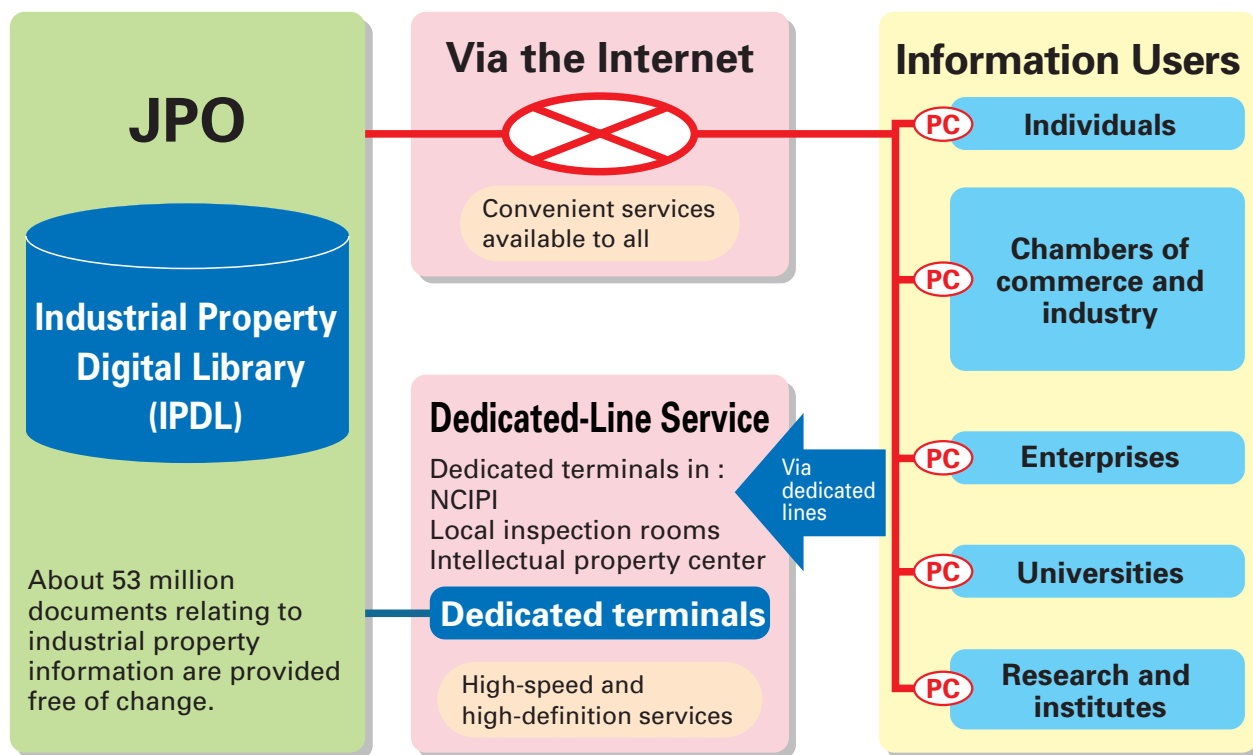 JPO
Industrial Property
Digital Library
(IPDL)
About 53 million
documents relating to
industrial property
information are provided
free of change.
Via the Internet
Convenient services
available to all
Dedicated-Line Service
Dedicated terminals in :
NCIPI
Local inspection rooms
Intellectual property center
Dedicated terminals
High-speed and
high-definition services
Via
dedicated
lines
Information Users
PC
Individuals
PC
Chambers of
commerce and
industry
PC
Enterprises
PC
Universities
PC
Research and
institutes